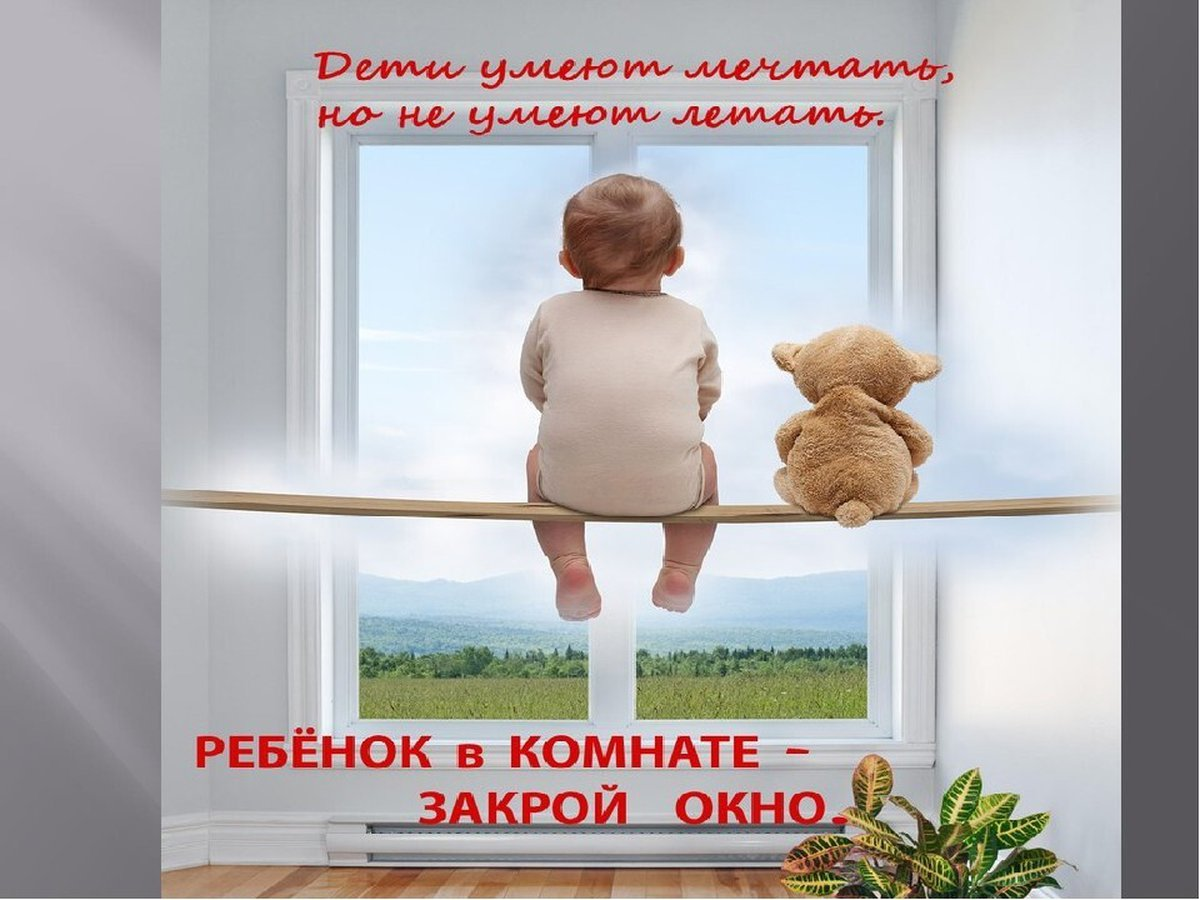 Дети умеют мечтать,
но не умеют летать.
РЕБЁНОК в КОМНАТЕ –
ЗАКРОЙ ОКНО.